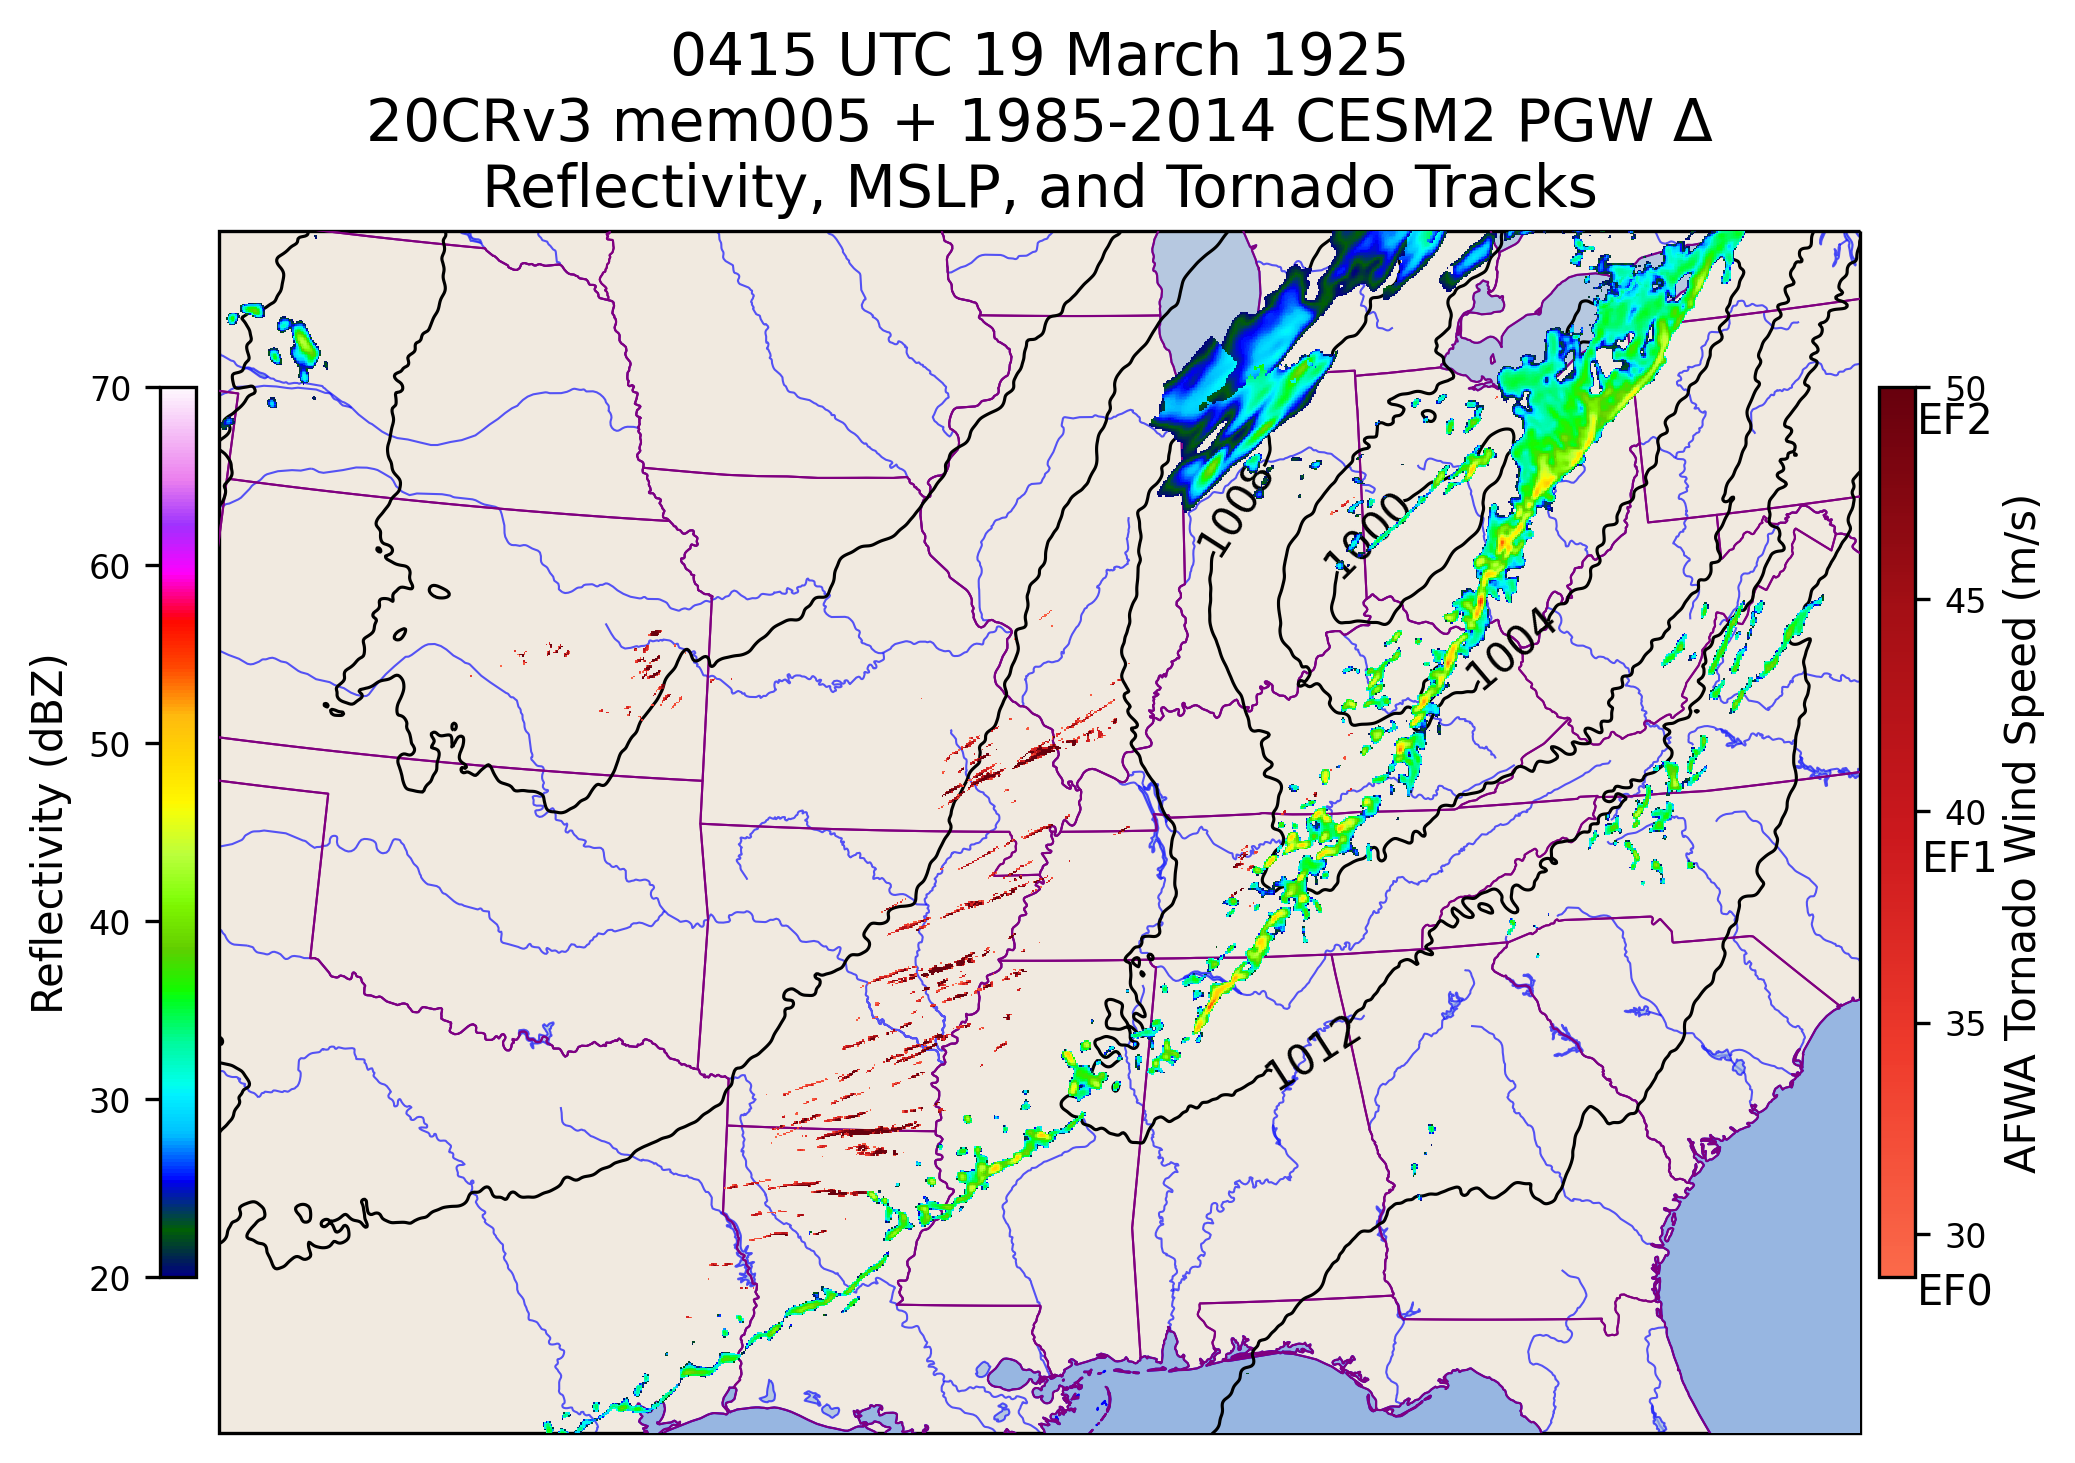 0415 UTC 19 March 1925
20CRv3 mem005 + 1985-2014 CESM2 PGW Δ
Reflectivity, MSLP, and Tornado Tracks
Reflectivity (dBZ)
70
60
50
40
30
20
1008
1000
1004
1012
50
EF2
45
40
EF1
35
30
EF0
AFWA Tornado Wind Speed (m/s)